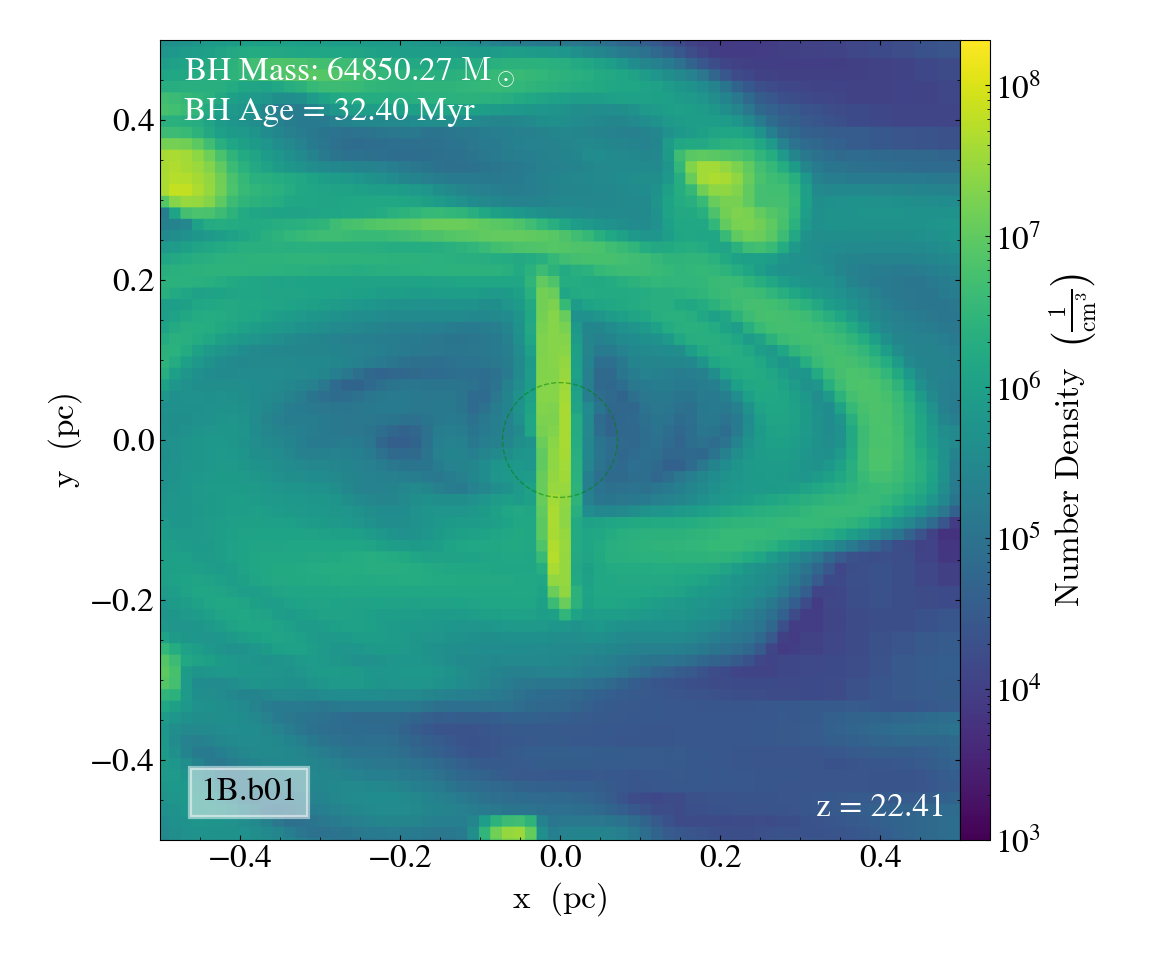 BH Mass: 64850.27 M⊙
BH Age = 32.40 Myr
1B.b01
z = 22.41
y (pc)
0.4
0.2
0.0
−0.2
−0.4
−0.4
−0.2
0.0
0.2
0.4
x (pc)
10⁸
10⁷
10⁶
10⁵
10⁴
10³
Number Density (1/cm³)